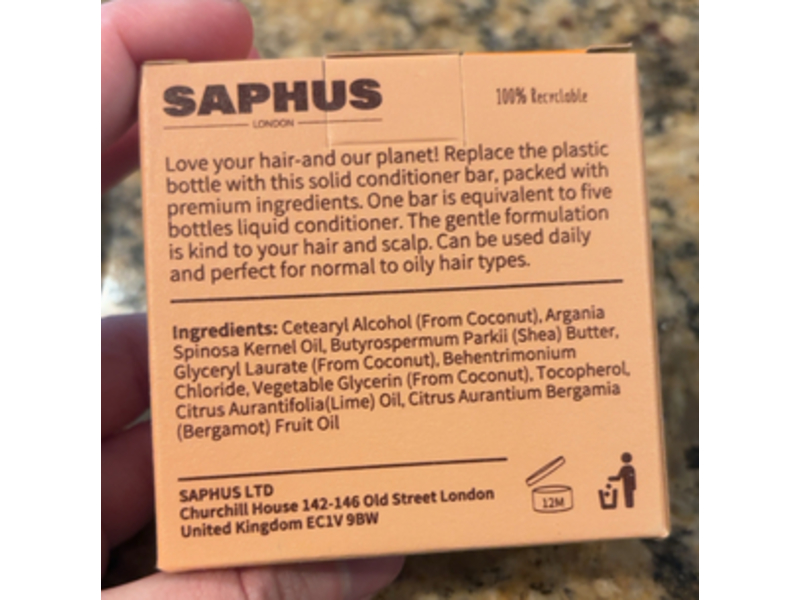 SAPHUS
LONDON
100% Recyclable
Love your hair-and our planet! Replace the plastic
bottle with this solid conditioner bar, packed with
premium ingredients. One bar is equivalent to five
bottles liquid conditioner. The gentle formulation
is kind to your hair and scalp. Can be used daily
and perfect for normal to oily hair types.
Ingredients: Cetearyl Alcohol (From Coconut), Argania
Spinosa Kernel Oil, Butyrospermum Parkii (Shea) Butter,
Glyceryl Laurate (From Coconut), Behentrimonium
Chloride, Vegetable Glycerin (From Coconut), Tocopherol,
Citrus Aurantifolia(Lime) Oil, Citrus Aurantium Bergamia
(Bergamot) Fruit Oil
SAPHUS LTD
Churchill House 142-146 Old Street London
United Kingdom EC1V 9BW
12M